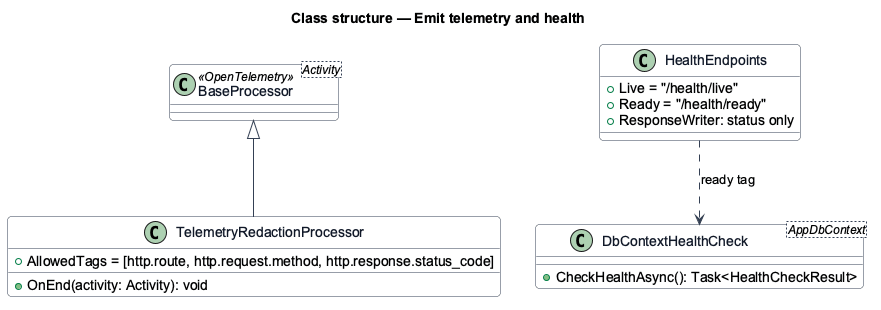 Class structure — Emit telemetry and health
C
«OpenTelemetry»
BaseProcessor
Activity
C
HealthEndpoints
Live = "/health/live"
Ready = "/health/ready"
ResponseWriter: status only
ready tag
C
TelemetryRedactionProcessor
AllowedTags = [http.route, http.request.method, http.response.status_code]
OnEnd(activity: Activity): void
C
DbContextHealthCheck
AppDbContext
CheckHealthAsync(): Task<HealthCheckResult>